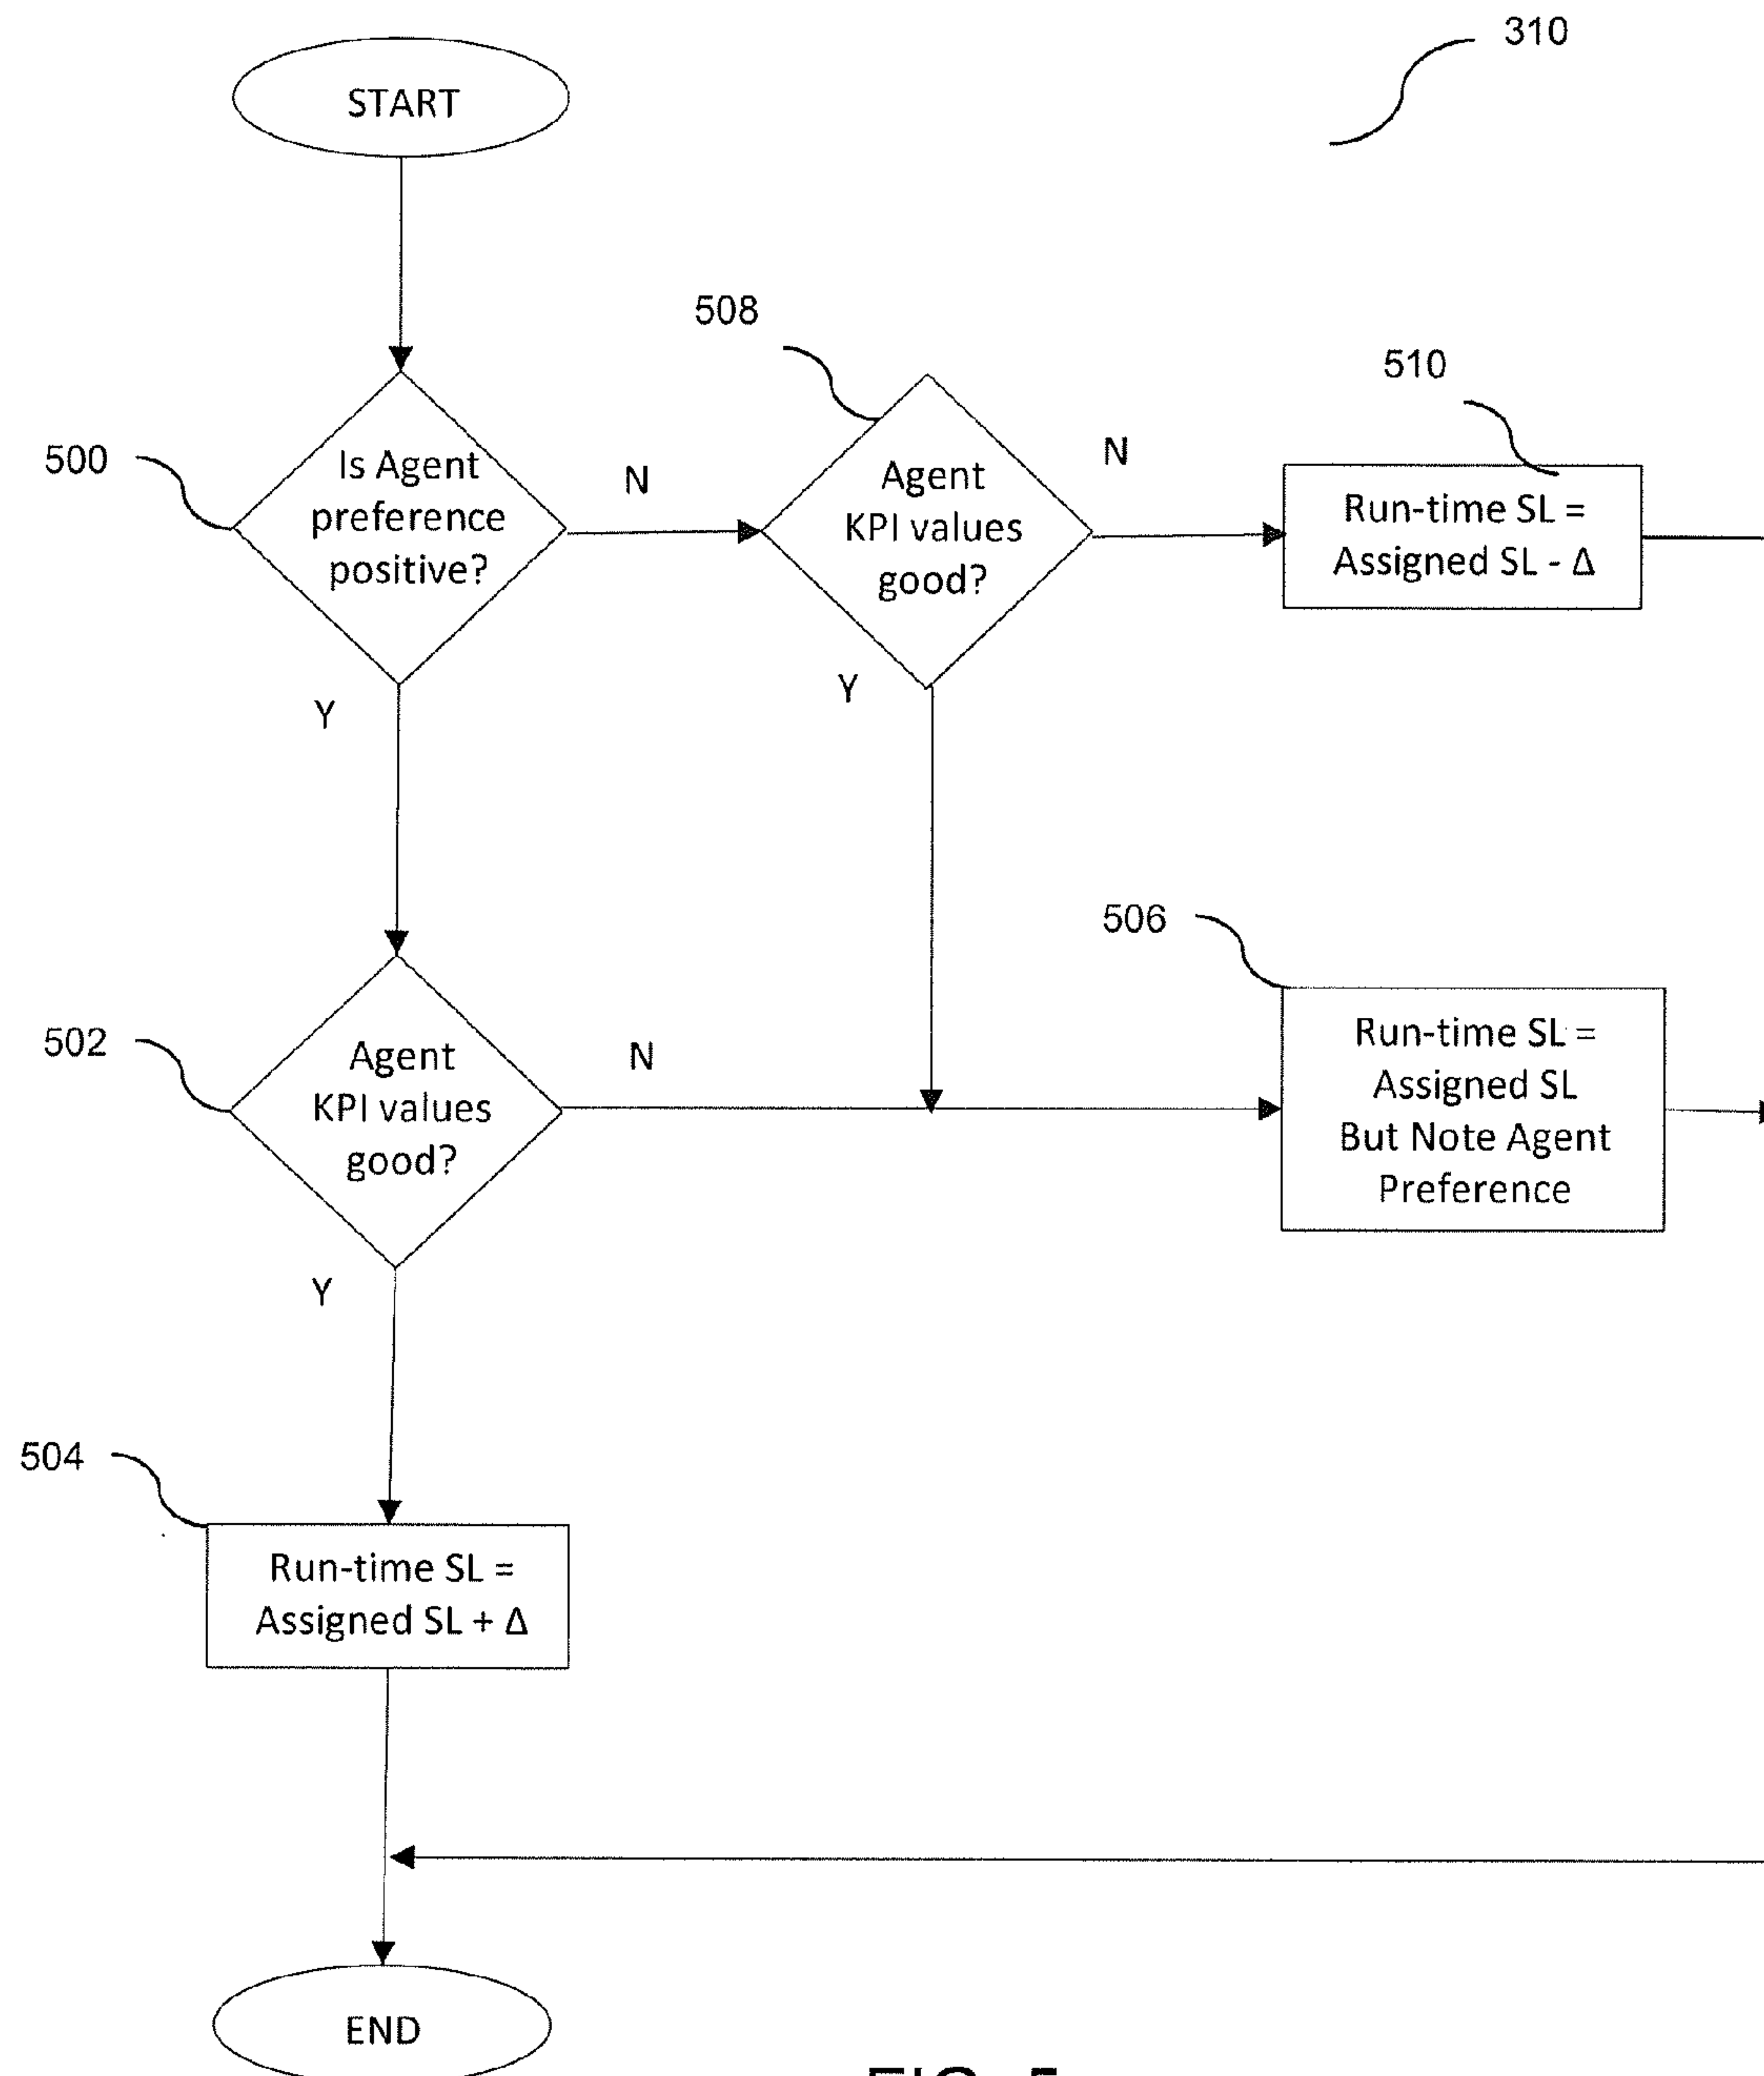 310
START
508
510
500
Is Agent
preference
positive?
N
Agent
KPI values
good?
N
Run-time SL =
Assigned SL - Δ
Y
Y
506
502
Agent
KPI values
good?
N
Run-time SL =
Assigned SL
But Note Agent
Preference
Y
504
Run-time SL =
Assigned SL + Δ
END